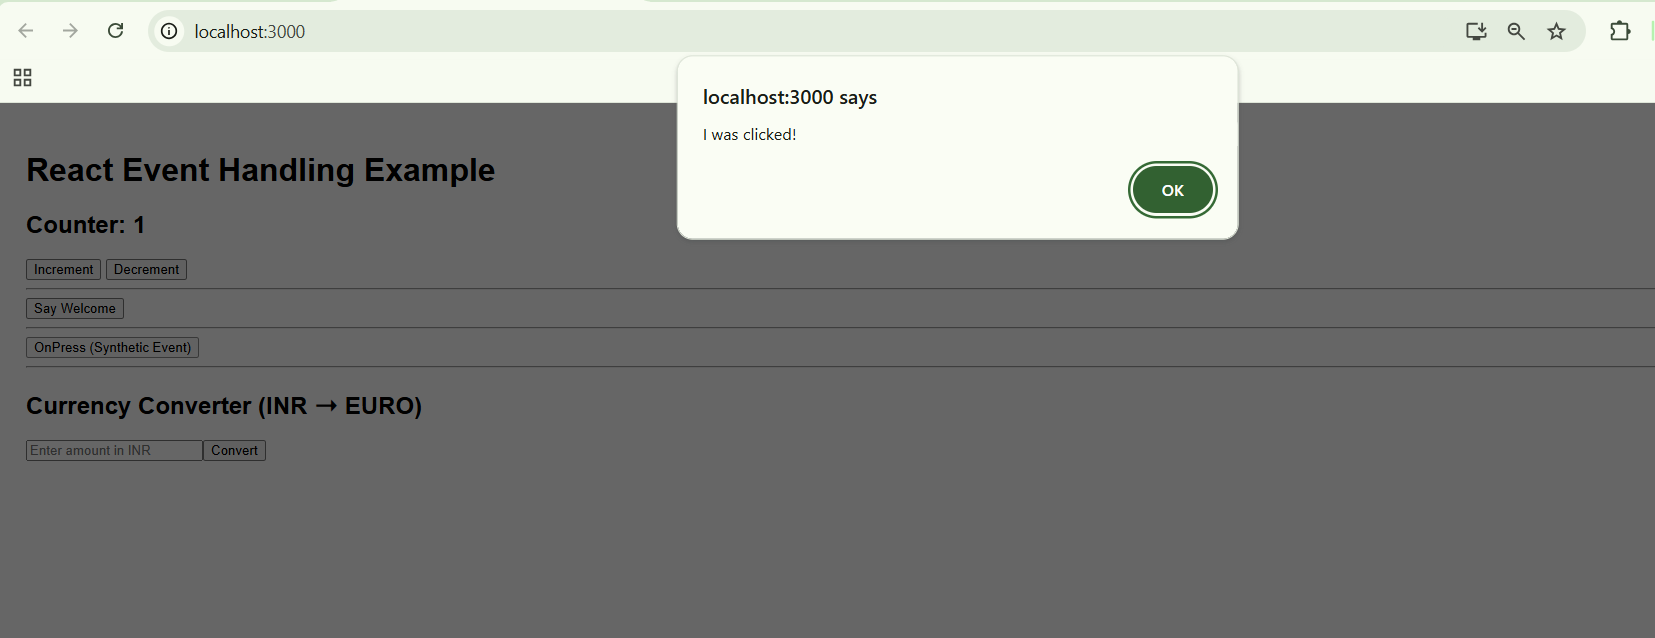 localhost:3000
localhost:3000 says
I was clicked!
OK
React Event Handling Example
Counter: 1
Increment Decrement
Say Welcome
OnPress (Synthetic Event)
Currency Converter (INR → EURO)
Enter amount in INR Convert